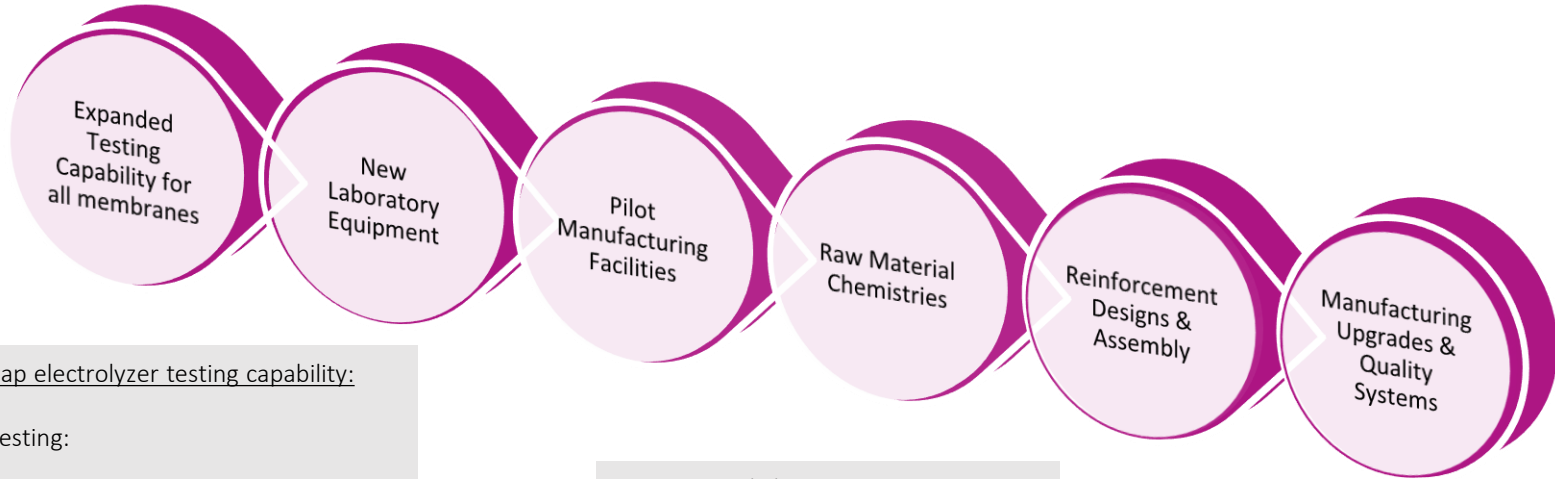 Expanded
Testing
Capability for
all membranes
New
Laboratory
Equipment
Pilot
Manufacturing
Facilities
Raw Material
Chemistries
Reinforcement
Designs &
Assembly
Manufacturing
Upgrades &
Quality
Systems
ap electrolyzer testing capability:
esting: